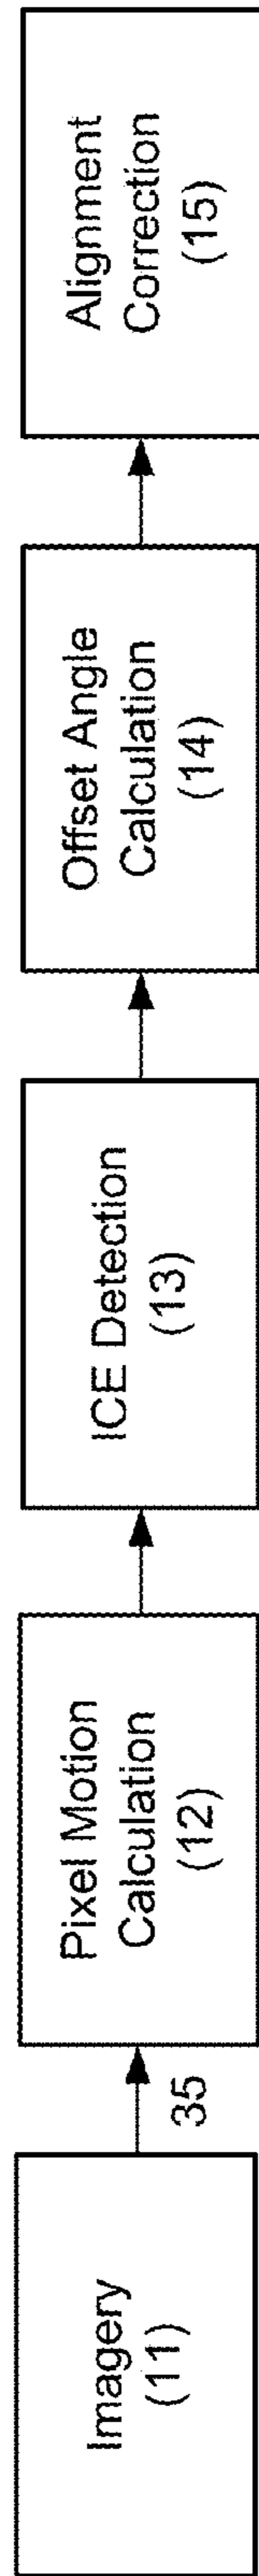 Imagery
(11)
35
Pixel Motion
Calculation
(12)
ICE Detection
(13)
Offset Angle
Calculation
(14)
Alignment
Correction
(15)